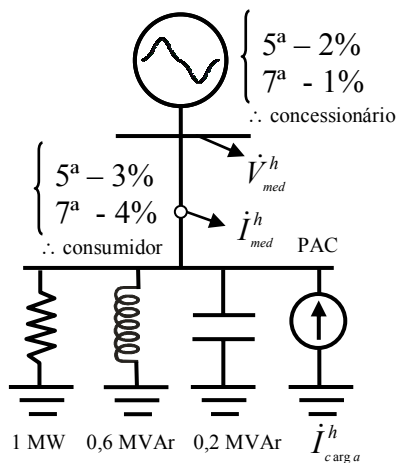 5ª – 2%
7ª - 1%
∴ concessionário
V̇ʰmed
5ª – 3%
7ª - 4%
∴ consumidor
İʰmed
PAC
1 MW
0,6 MVAr
0,2 MVAr
İʰcarga